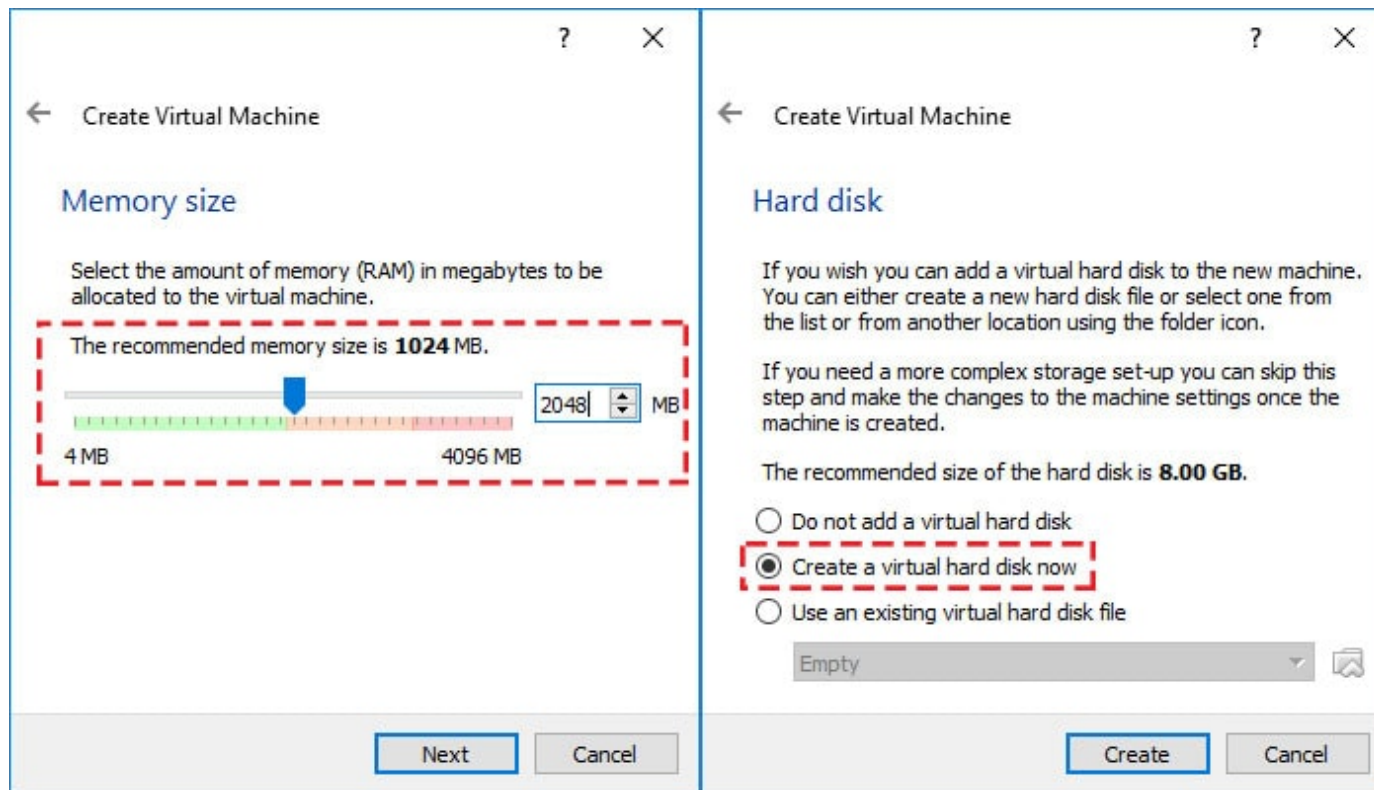 ?
Create Virtual Machine
Memory size
Select the amount of memory (RAM) in megabytes to be
allocated to the virtual machine.
The recommended memory size is 1024 MB.
2048 MB
4 MB 4096 MB
Next Cancel
?
Create Virtual Machine
Hard disk
If you wish you can add a virtual hard disk to the new machine.
You can either create a new hard disk file or select one from
the list or from another location using the folder icon.
If you need a more complex storage set-up you can skip this
step and make the changes to the machine settings once the
machine is created.
The recommended size of the hard disk is 8.00 GB.
Do not add a virtual hard disk
Create a virtual hard disk now
Use an existing virtual hard disk file
Empty
Create Cancel